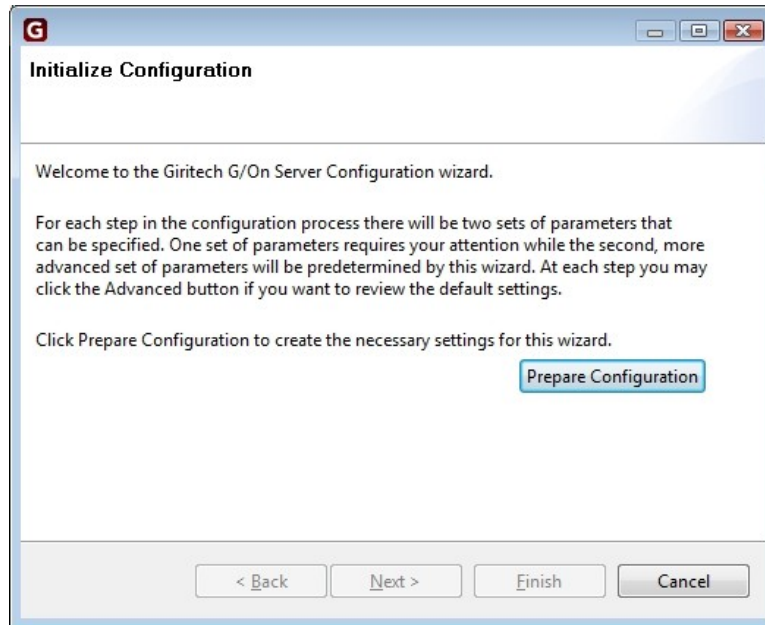 G
Initialize Configuration
Welcome to the Giritech G/On Server Configuration wizard.
For each step in the configuration process there will be two sets of parameters that
can be specified. One set of parameters requires your attention while the second, more
advanced set of parameters will be predetermined by this wizard. At each step you may
click the Advanced button if you want to review the default settings.
Click Prepare Configuration to create the necessary settings for this wizard.
Prepare Configuration
< Back Next > Finish Cancel